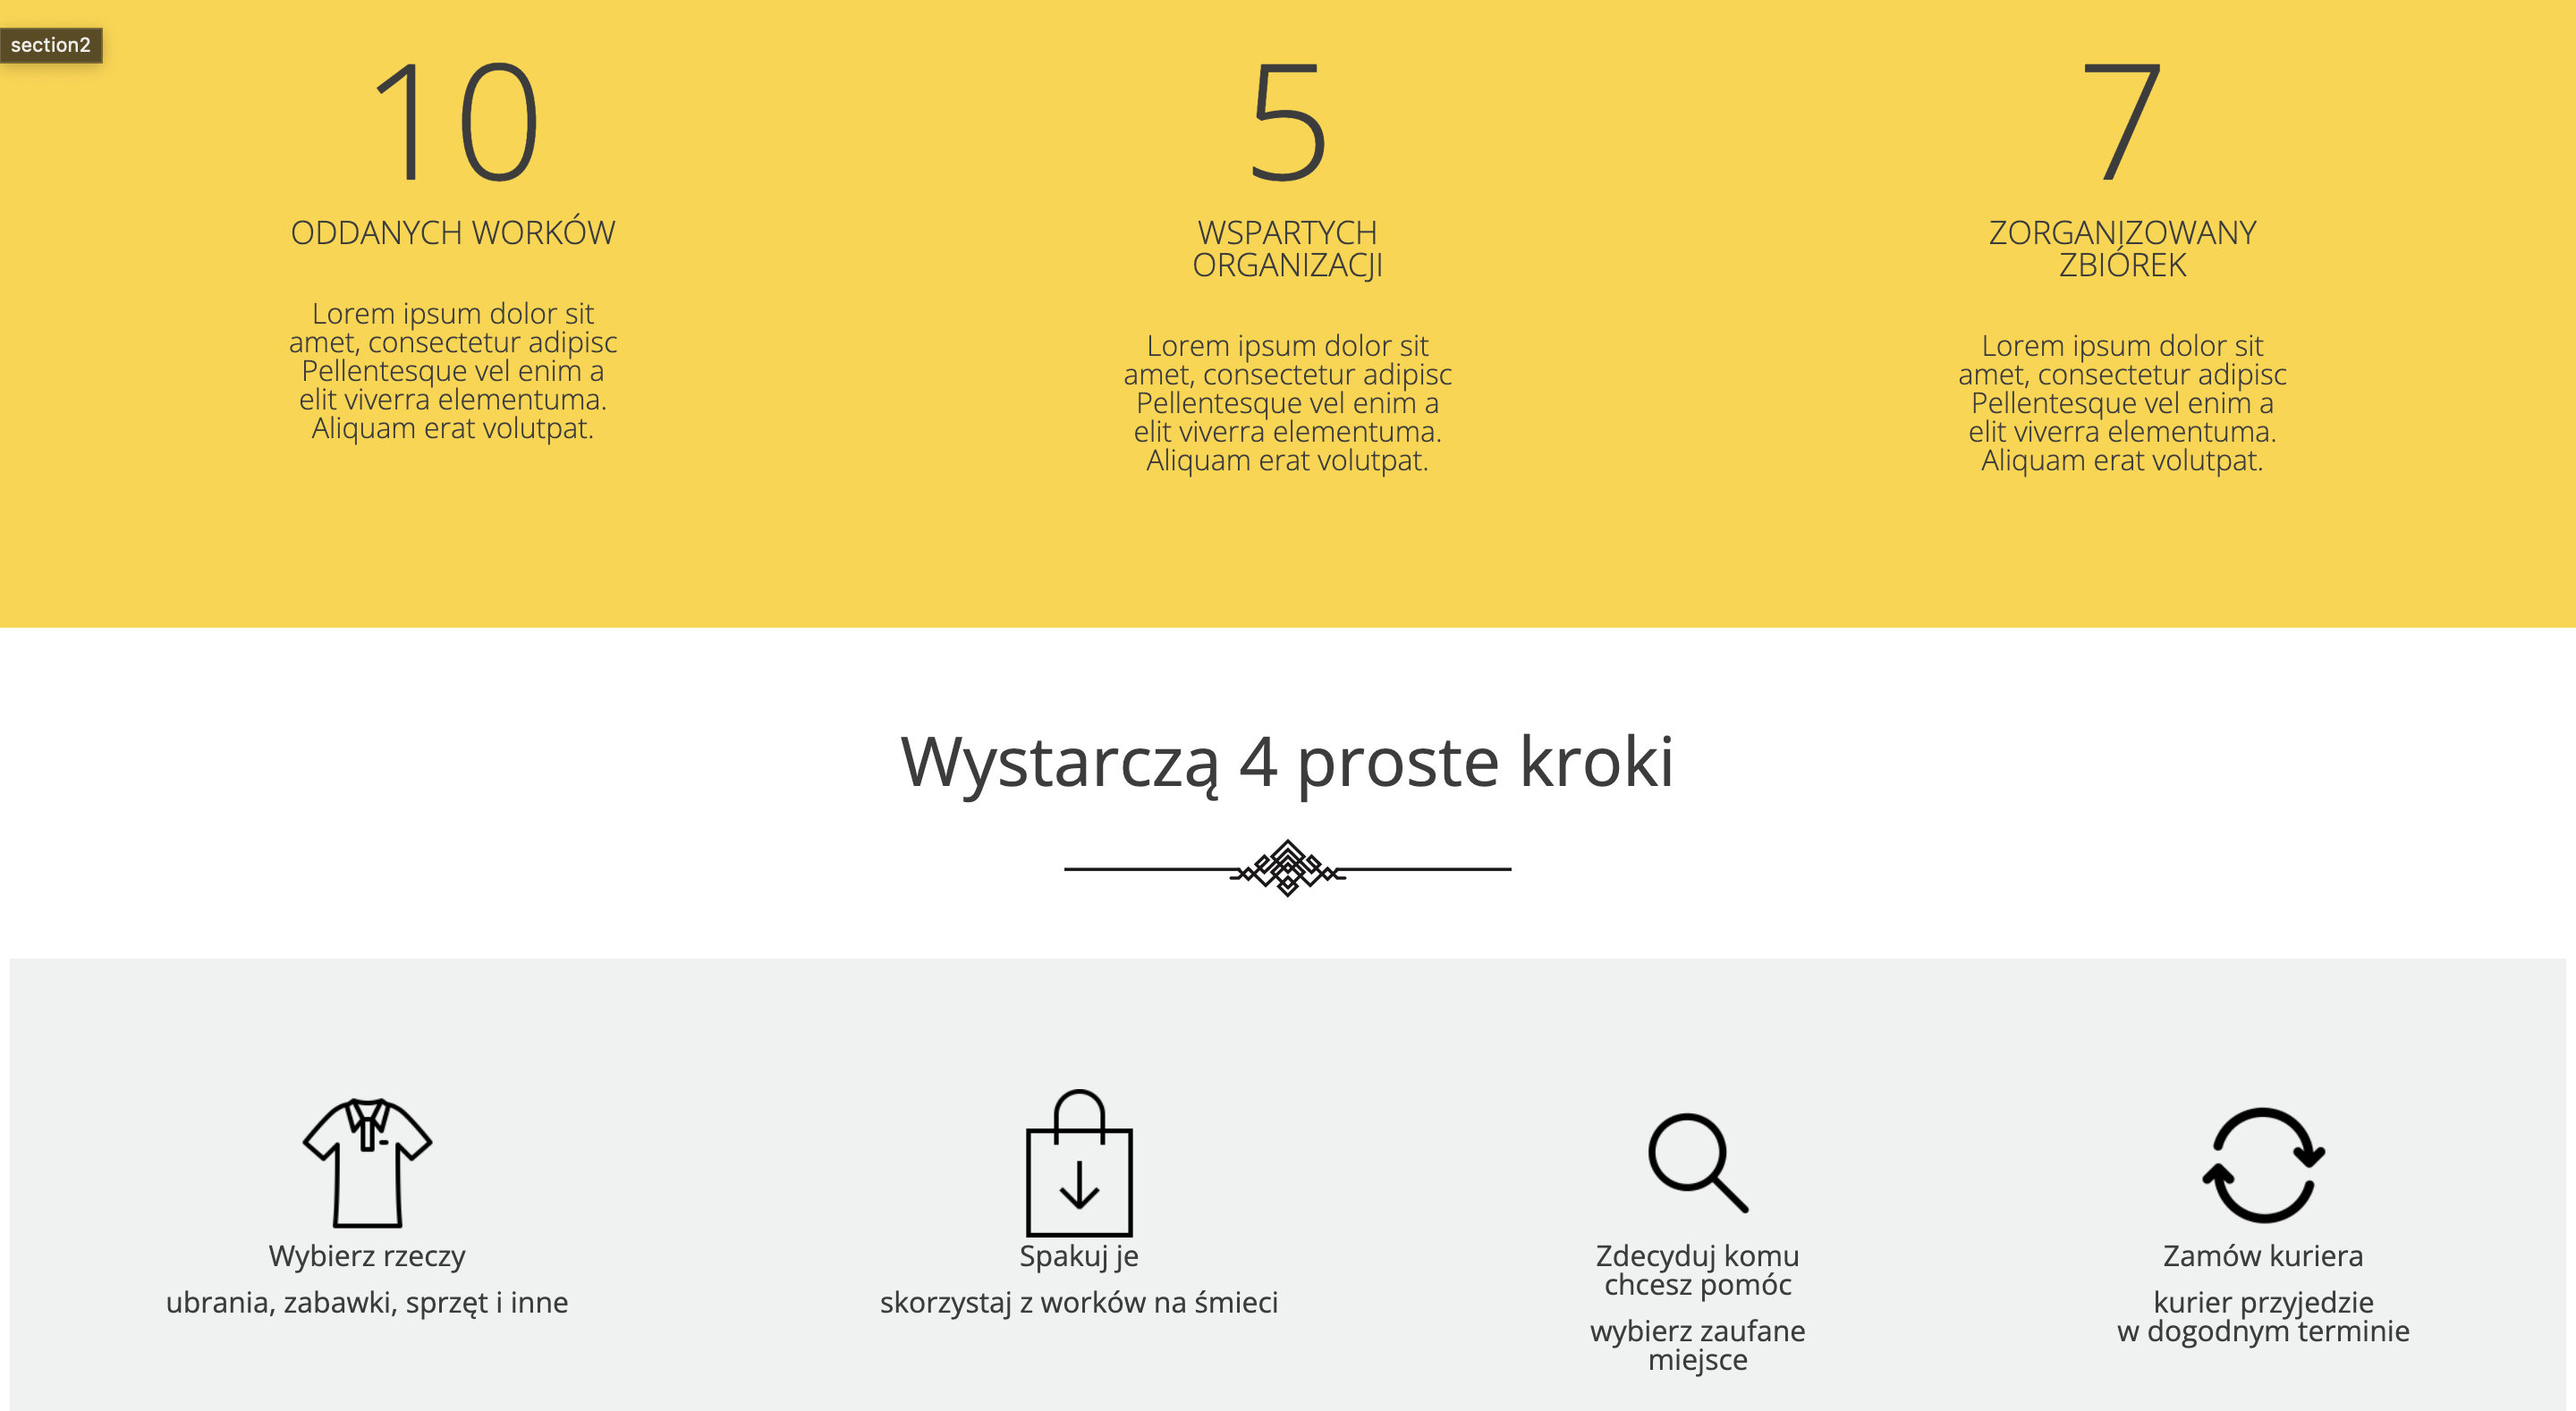 section2
10
ODDANYCH WORKÓW
Lorem ipsum dolor sit
amet, consectetur adipisc
Pellentesque vel enim a
elit viverra elementuma.
Aliquam erat volutpat.
5
WSPARTYCH
ORGANIZACJI
Lorem ipsum dolor sit
amet, consectetur adipisc
Pellentesque vel enim a
elit viverra elementuma.
Aliquam erat volutpat.
7
ZORGANIZOWANY
ZBIÓREK
Lorem ipsum dolor sit
amet, consectetur adipisc
Pellentesque vel enim a
elit viverra elementuma.
Aliquam erat volutpat.
Wystarczą 4 proste kroki
Wybierz rzeczy
ubrania, zabawki, sprzęt i inne
Spakuj je
skorzystaj z worków na śmieci
Zdecyduj komu
chcesz pomóc
wybierz zaufane
miejsce
Zamów kuriera
kurier przyjedzie
w dogodnym terminie